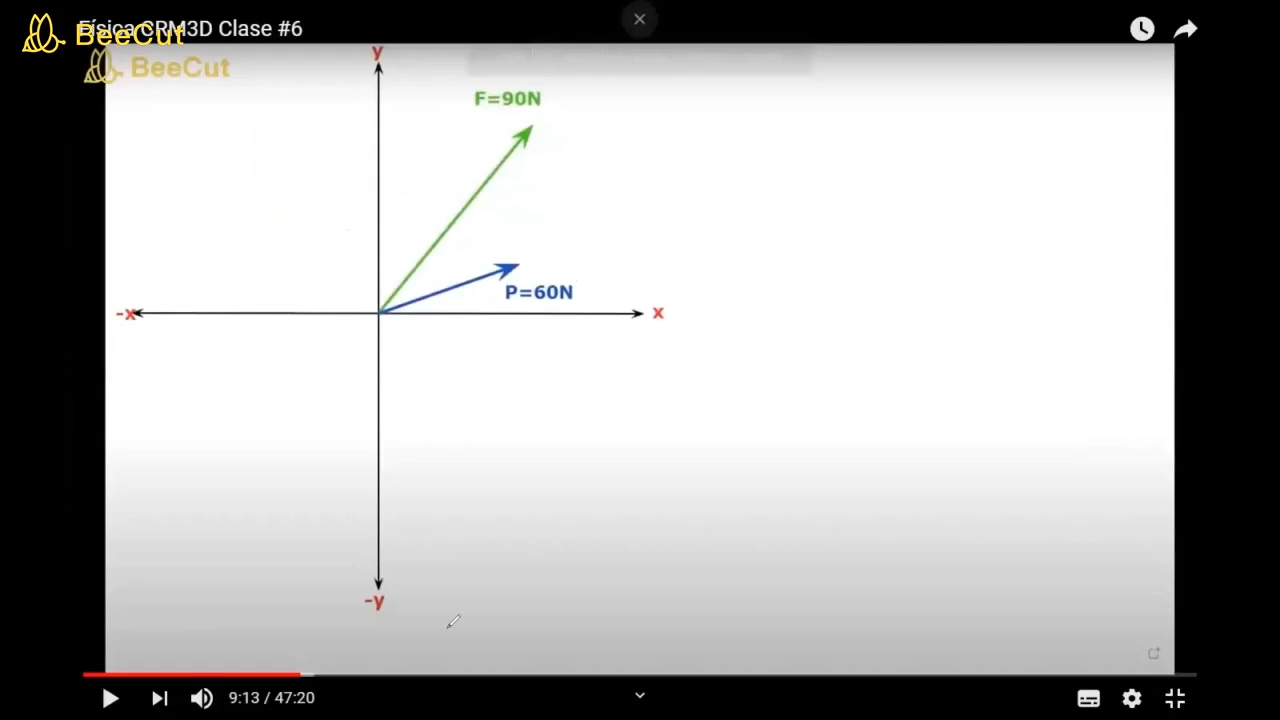 Física CRM3D Clase #6
BeeCut
BeeCut
y
F=90N
P=60N
-x
x
-y
9:13 / 47:20